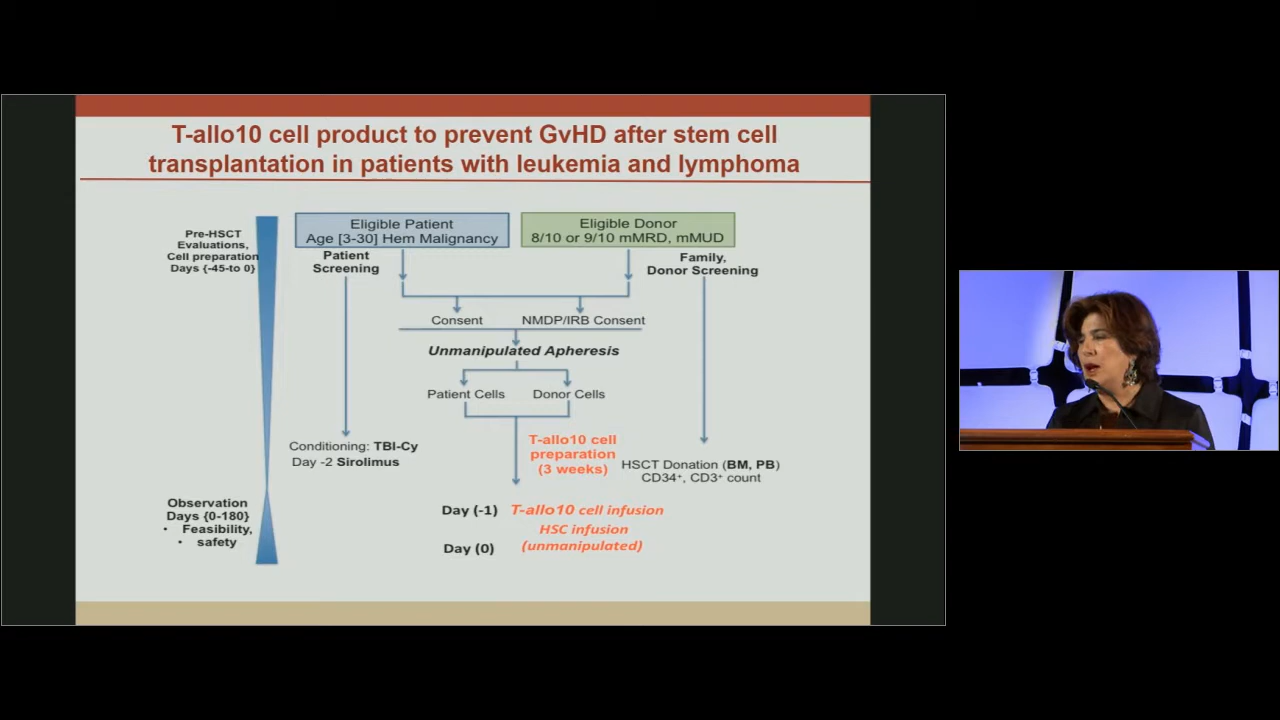 T-allo10 cell product to prevent GvHD after stem cell
transplantation in patients with leukemia and lymphoma
Pre-HSCT
Evaluations,
Cell preparation
Days {-45-to 0}
Eligible Patient
Age [3-30] Hem Malignancy
Eligible Donor
8/10 or 9/10 mMRD, mMUD
Patient
Screening
Family,
Donor Screening
Consent
NMDP/IRB Consent
Unmanipulated Apheresis
Patient Cells
Donor Cells
T-allo10 cell
preparation
(3 weeks)
Conditioning: TBI-Cy
Day -2 Sirolimus
HSCT Donation (BM, PB)
CD34⁺, CD3⁺ count
Observation
Days {0-180}
• Feasibility,
• safety
Day (-1) T-allo10 cell infusion
HSC infusion
(unmanipulated)
Day (0)